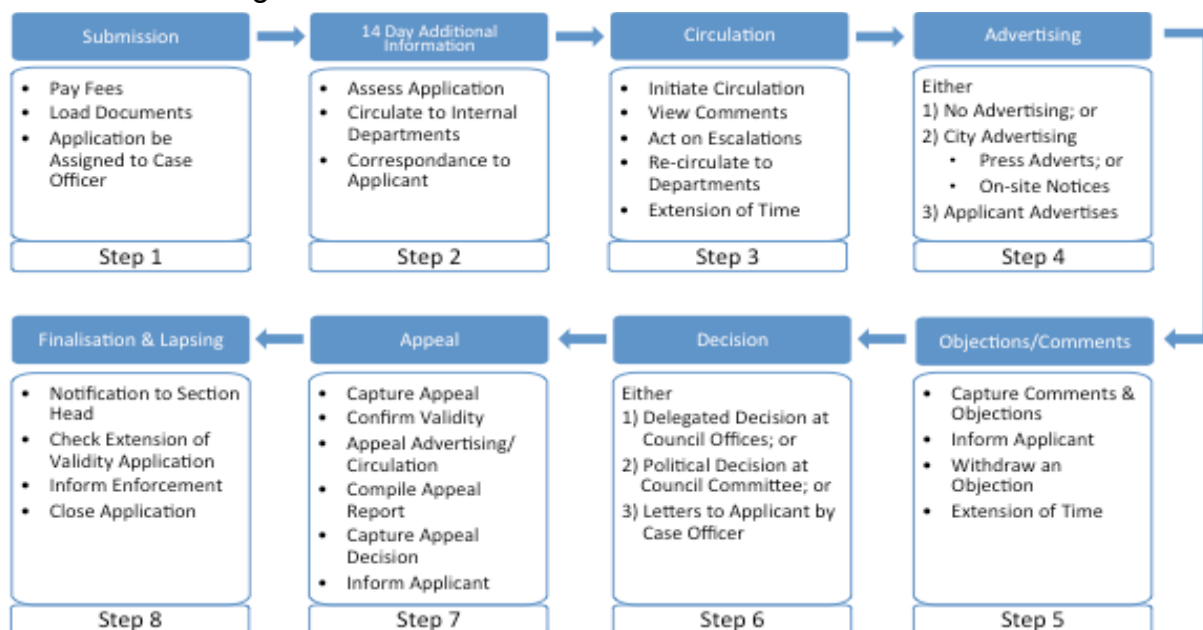 Submission
• Pay Fees
• Load Documents
• Application be
Assigned to Case
Officer
Step 1
14 Day Additional
Information
• Assess Application
• Circulate to Internal
Departments
• Correspondance to
Applicant
Step 2
Circulation
• Initiate Circulation
• View Comments
• Act on Escalations
• Re-circulate to
Departments
• Extension of Time
Step 3
Advertising
Either
1) No Advertising; or
2) City Advertising
• Press Adverts; or
• On-site Notices
3) Applicant Advertises
Step 4
Objections/Comments
• Capture Comments &
Objections
• Inform Applicant
• Withdraw an
Objection
• Extension of Time
Step 5
Decision
Either
1) Delegated Decision at
Council Offices; or
2) Political Decision at
Council Committee; or
3) Letters to Applicant by
Case Officer
Step 6
Appeal
• Capture Appeal
• Confirm Validity
• Appeal Advertising/
Circulation
• Compile Appeal
Report
• Capture Appeal
Decision
• Inform Applicant
Step 7
Finalisation & Lapsing
• Notification to Section
Head
• Check Extension of
Validity Application
• Inform Enforcement
• Close Application
Step 8